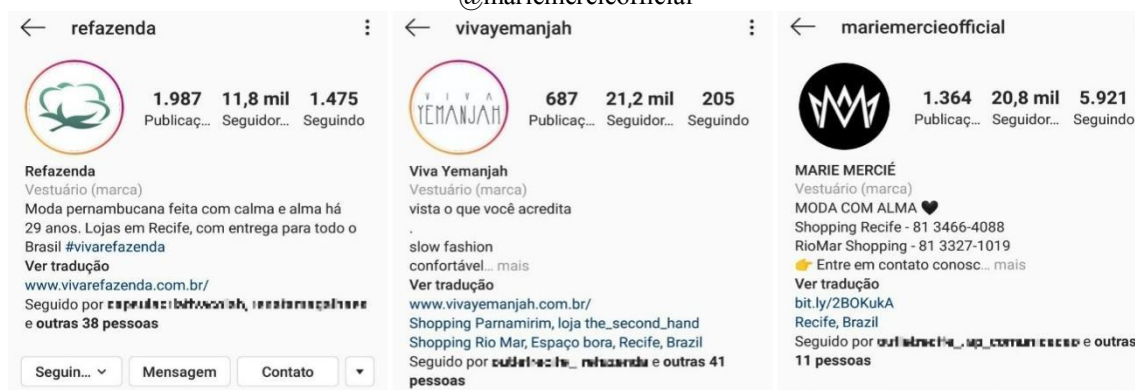 @mariemercieofficial
refazenda
1.987 11,8 mil 1.475
Publicaç... Seguidor... Seguindo
Refazenda
Vestuário (marca)
Moda pernambucana feita com calma e alma há
29 anos. Lojas em Recife, com entrega para todo o
Brasil #vivarefazenda
Ver tradução
www.vivarefazenda.com.br/
Seguido por
e outras 38 pessoas
Seguin... Mensagem Contato
vivayemanjah
VIVA
YEMANJAH
687 21,2 mil 205
Publicaç... Seguidor... Seguindo
Viva Yemanjah
Vestuário (marca)
vista o que você acredita
.
slow fashion
confortável... mais
Ver tradução
www.vivayemanjah.com.br/
Shopping Parnamirim, loja the_second_hand
Shopping Rio Mar, Espaço bora, Recife, Brazil
Seguido por e outras 41
pessoas
mariemercieofficial
1.364 20,8 mil 5.921
Publicaç... Seguidor... Seguindo
MARIE MERCIÉ
Vestuário (marca)
MODA COM ALMA 🖤
Shopping Recife - 81 3466-4088
RioMar Shopping - 81 3327-1019
👉 Entre em contato conosc... mais
Ver tradução
bit.ly/2BOKukA
Recife, Brazil
Seguido por e outras
11 pessoas